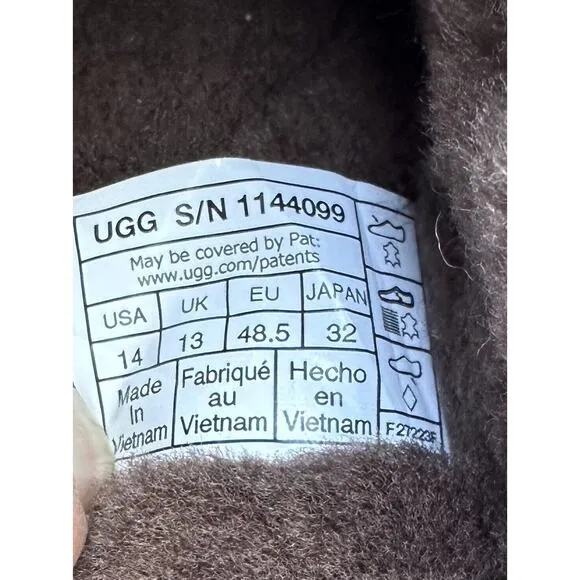 UGG S/N 1144099
May be covered by Pat:
www.ugg.com/patents
USA UK EU JAPAN
14 13 48.5 32
Made
In
Vietnam
Fabriqué
au
Vietnam
Hecho
en
Vietnam
F27223F